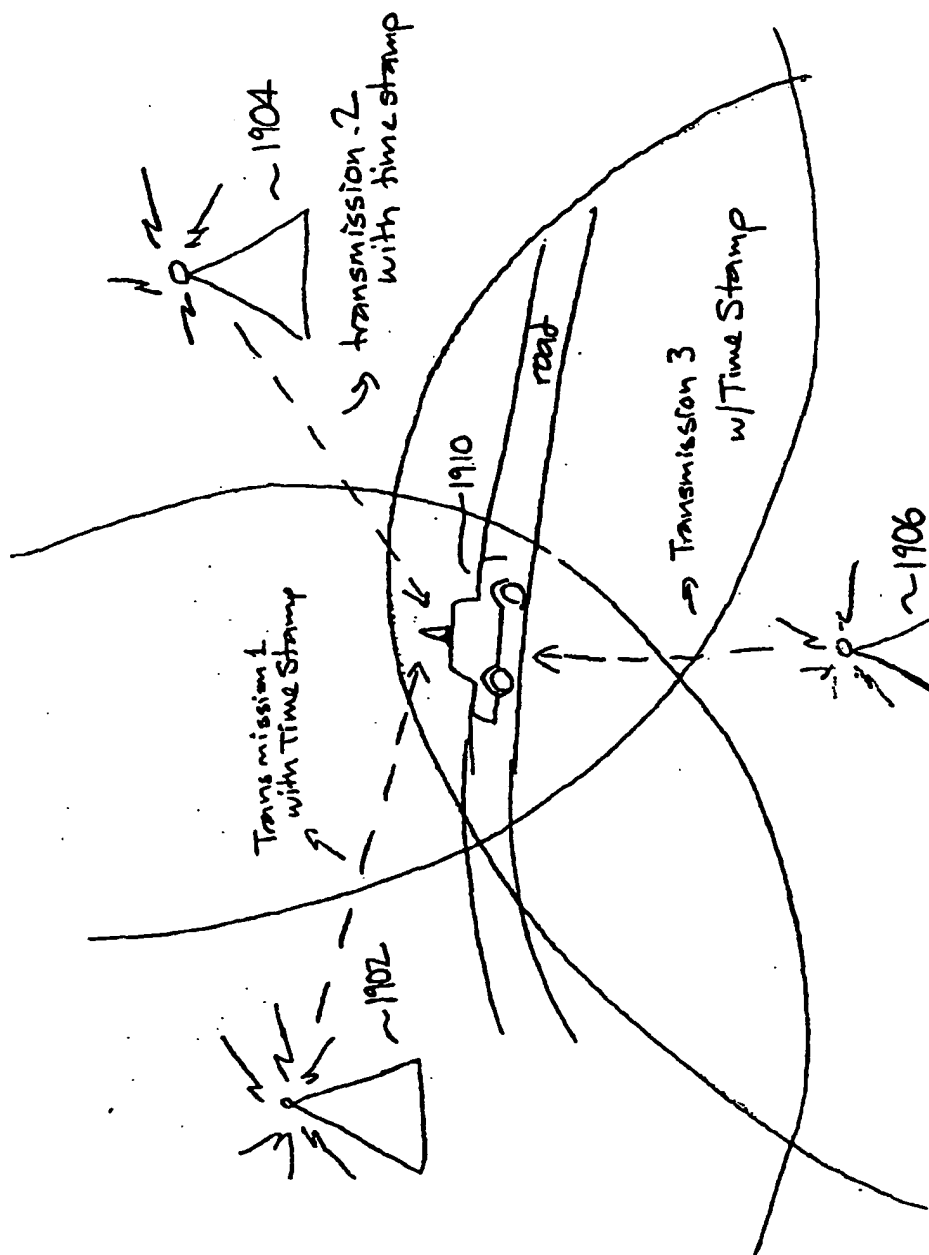 Transmission 1
with Time Stamp
~1902
~1904
transmission 2
with time stamp
~1910
road
Transmission 3
w/Time Stamp
~1906